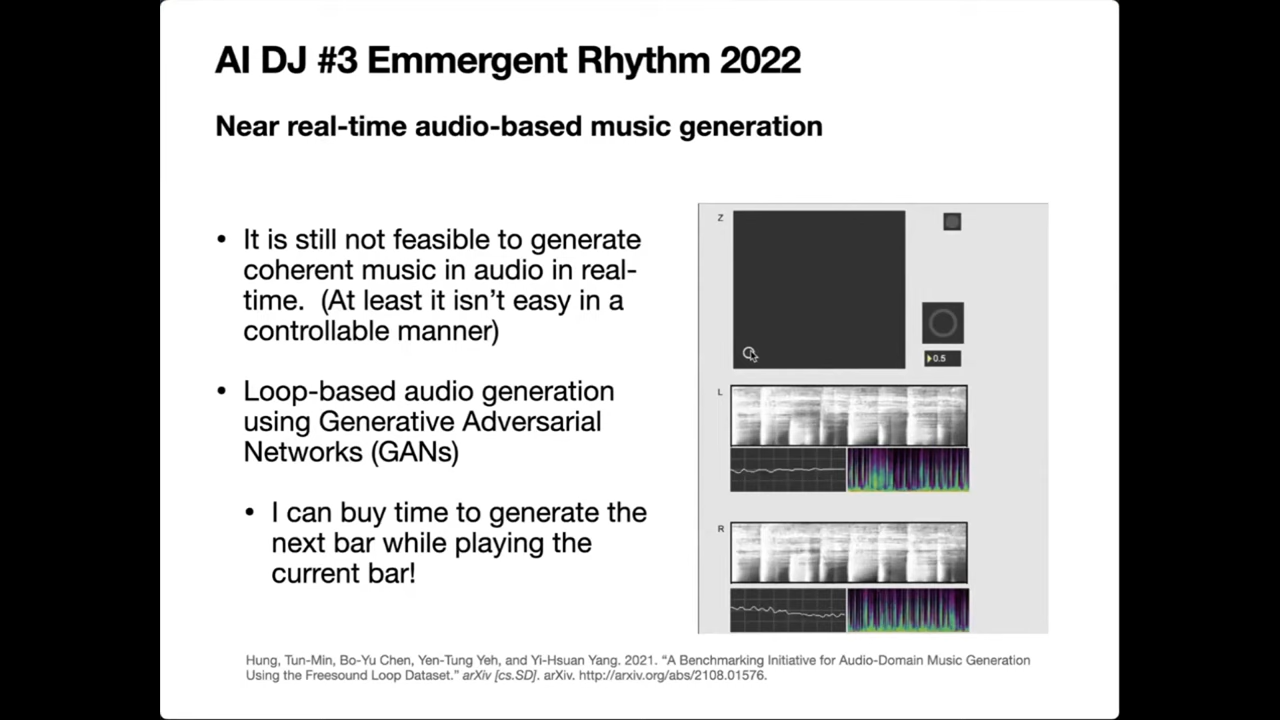 AI DJ #3 Emmergent Rhythm 2022
Near real-time audio-based music generation
• It is still not feasible to generate
coherent music in audio in real-
time.  (At least it isn’t easy in a
controllable manner)
• Loop-based audio generation
using Generative Adversarial
Networks (GANs)
• I can buy time to generate the
next bar while playing the
current bar!
Z
0.5
L
R
Hung, Tun-Min, Bo-Yu Chen, Yen-Tung Yeh, and Yi-Hsuan Yang. 2021. “A Benchmarking Initiative for Audio-Domain Music Generation
Using the Freesound Loop Dataset.” arXiv [cs.SD]. arXiv. http://arxiv.org/abs/2108.01576.